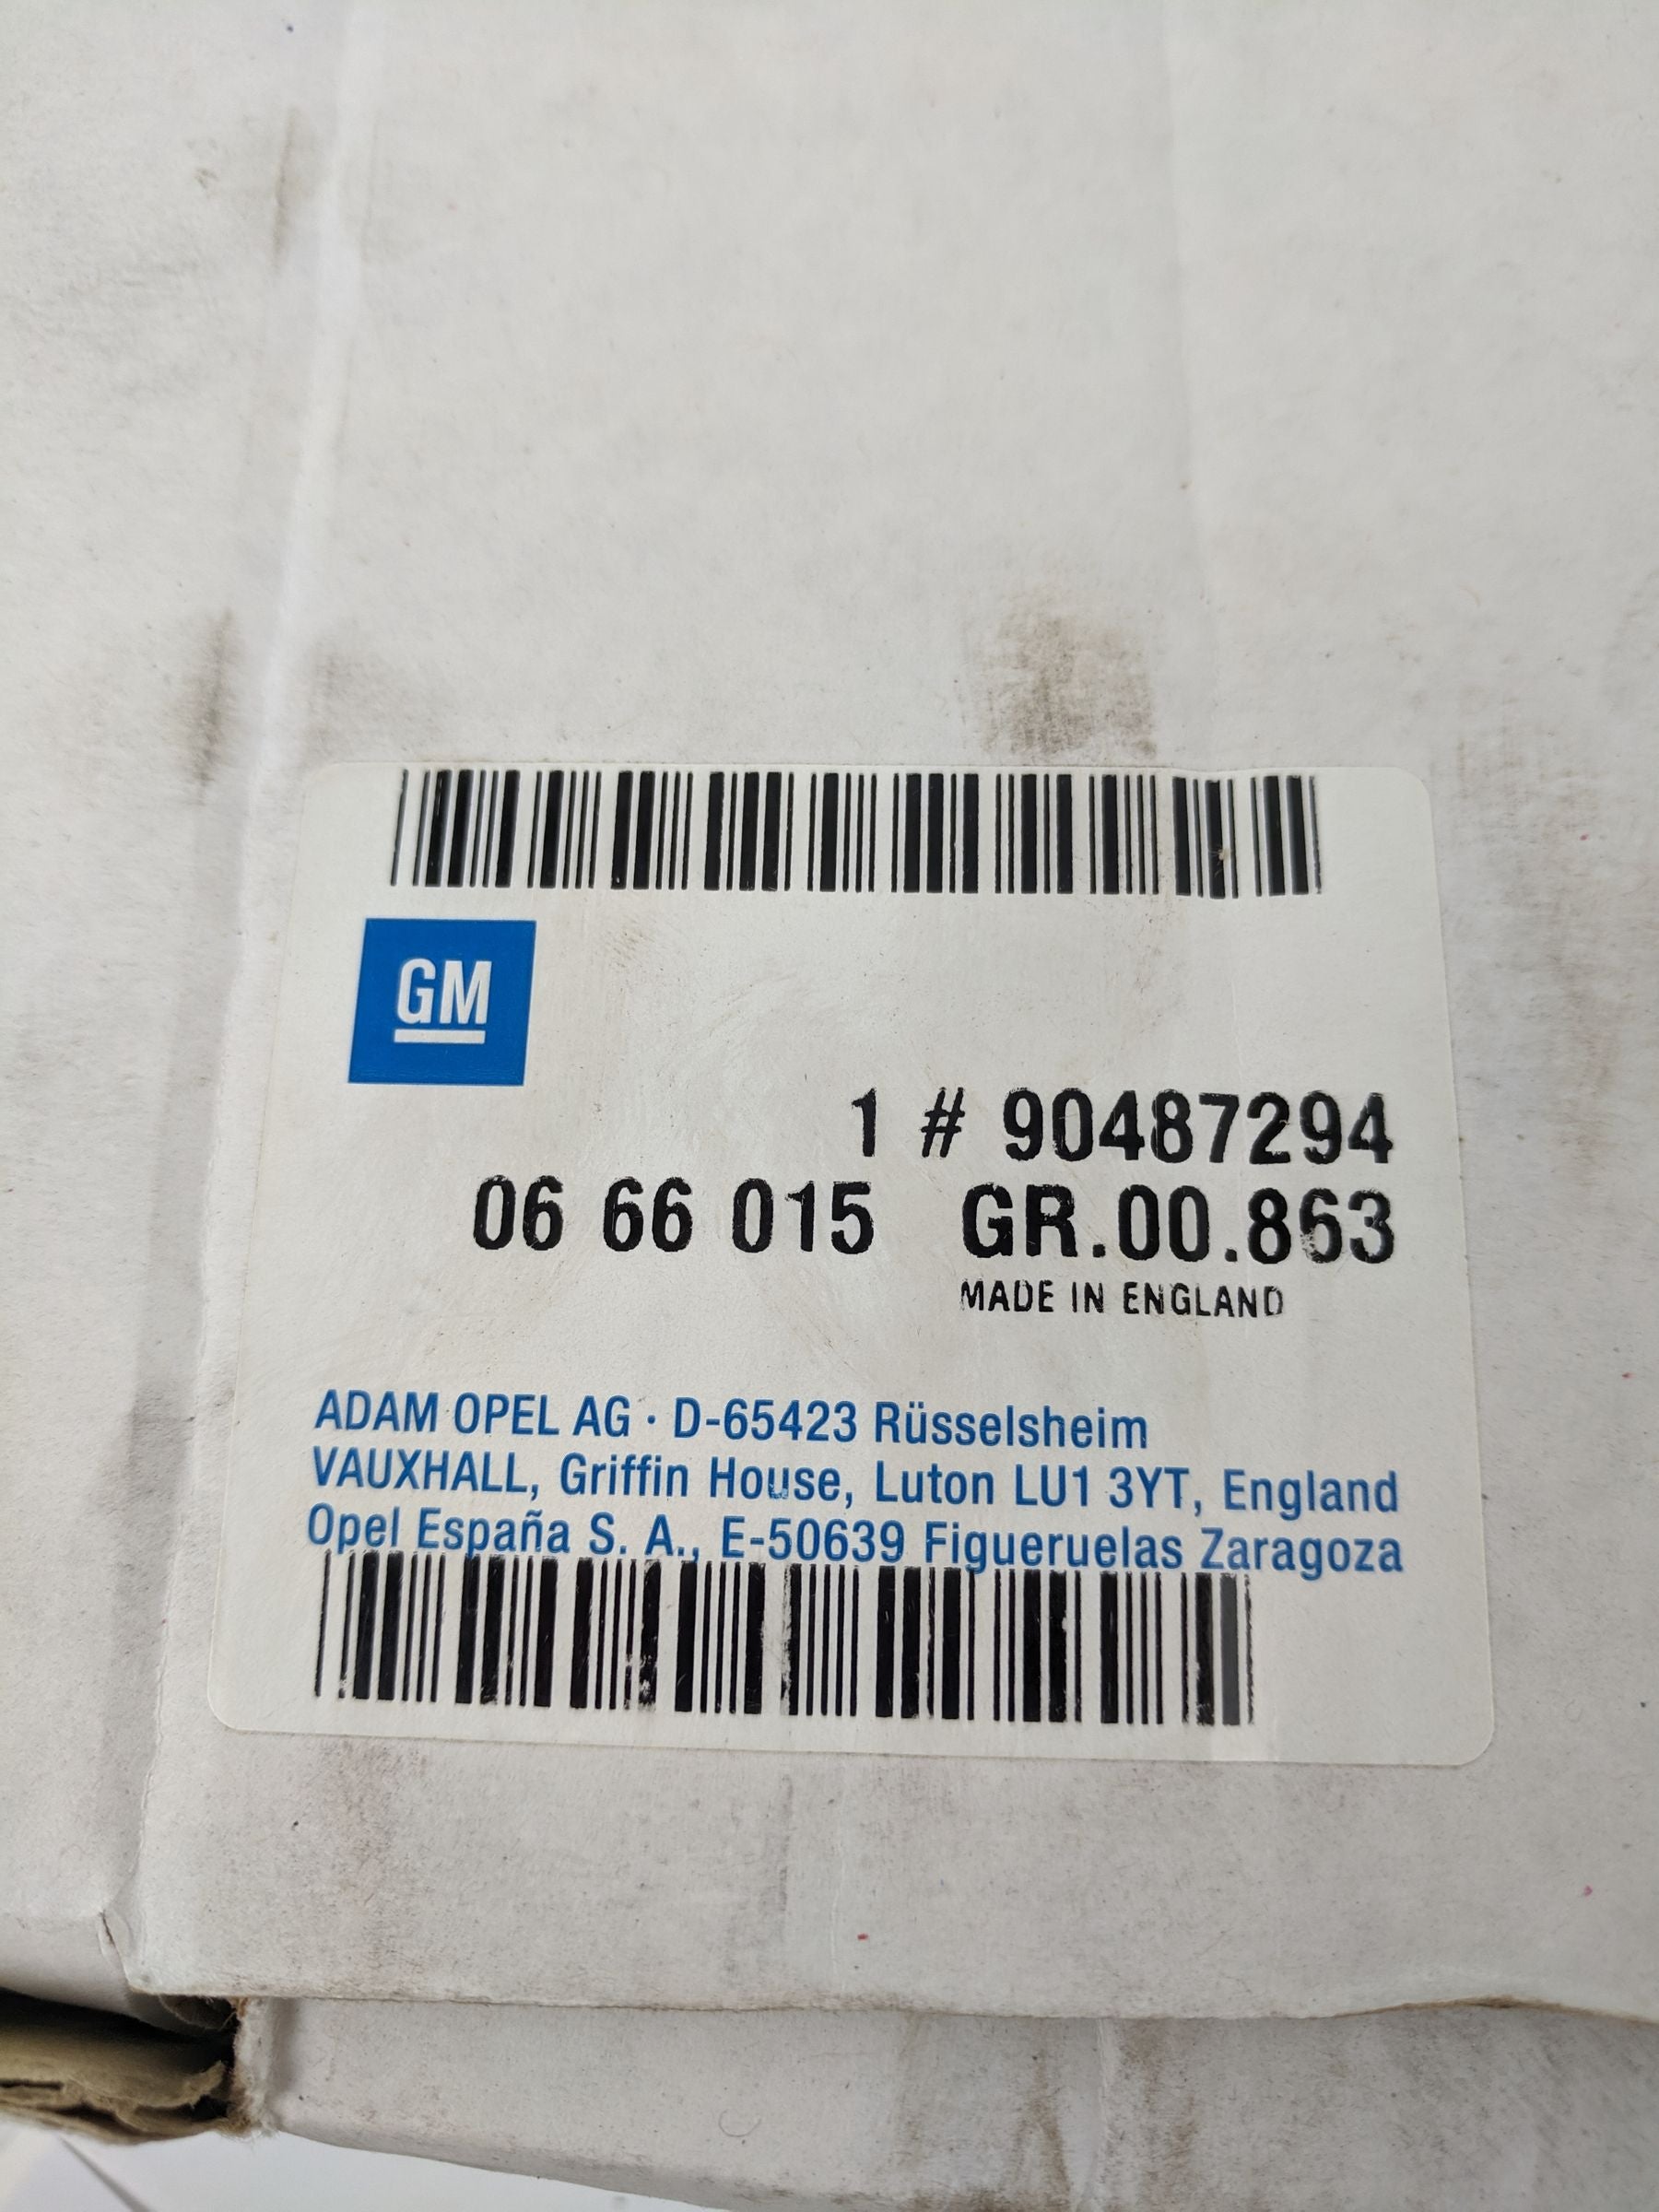 GM
1 # 90487294
06 66 015 GR.00.863
MADE IN ENGLAND
ADAM OPEL AG · D-65423 Rüsselsheim
VAUXHALL, Griffin House, Luton LU1 3YT, England
Opel España S. A., E-50639 Figueruelas Zaragoza